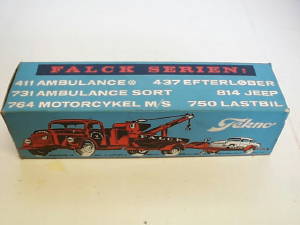 FALCK SERIEN:
411 AMBULANCE 437 EFTERLØBER
731 AMBULANCE SORT 814 JEEP
764 MOTORCYKEL M/S 750 LASTBIL
Tekno